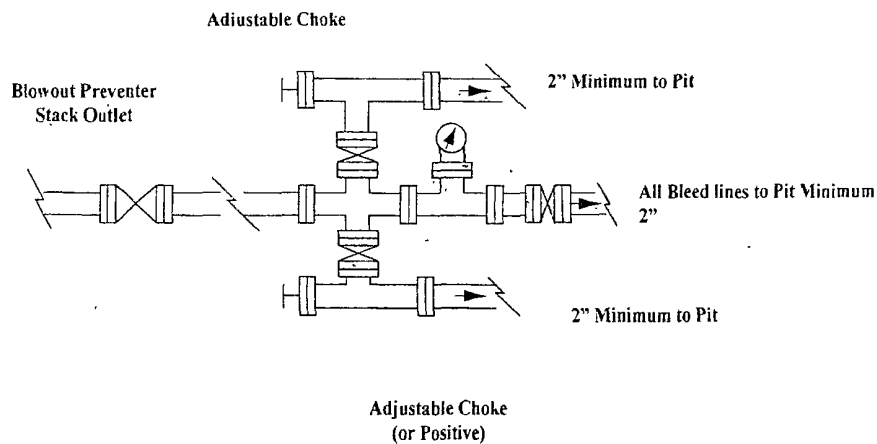 Adjustable Choke
2” Minimum to Pit
Blowout Preventer
Stack Outlet
All Bleed lines to Pit Minimum
2”
2” Minimum to Pit
Adjustable Choke
(or Positive)